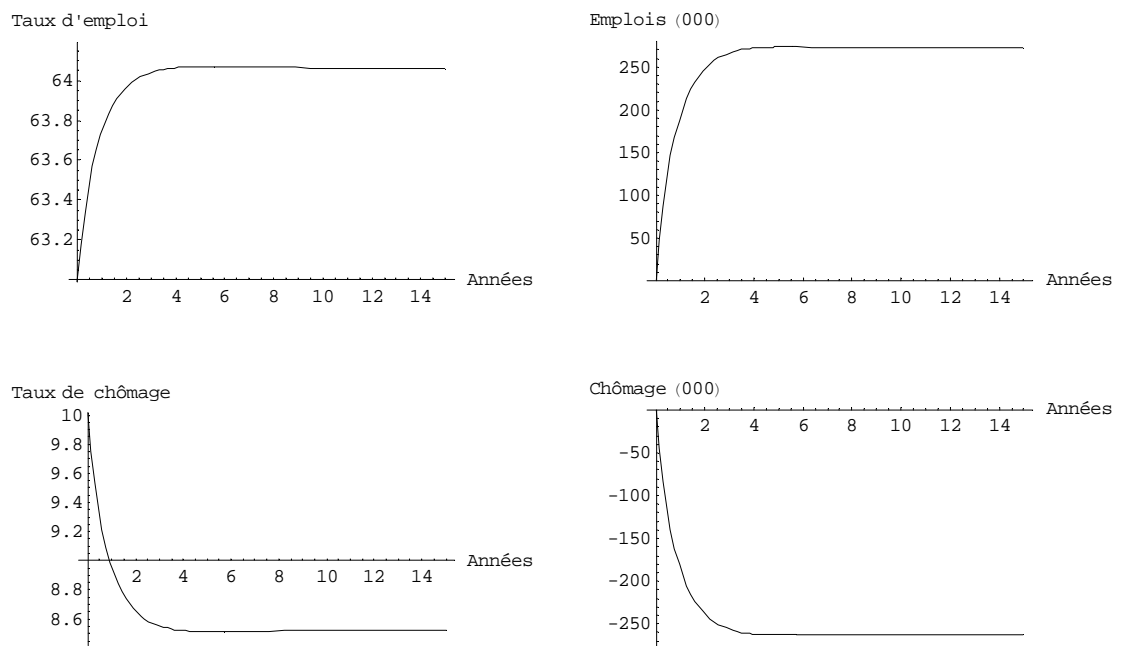 Taux d'emploi
64
63.8
63.6
63.4
63.2
2 4 6 8 10 12 14
Années
Emplois (000)
250
200
150
100
50
2 4 6 8 10 12 14
Années
Taux de chômage
10
9.8
9.6
9.4
9.2
8.8
8.6
2 4 6 8 10 12 14
Années
Chômage (000)
2 4 6 8 10 12 14
Années
-50
-100
-150
-200
-250